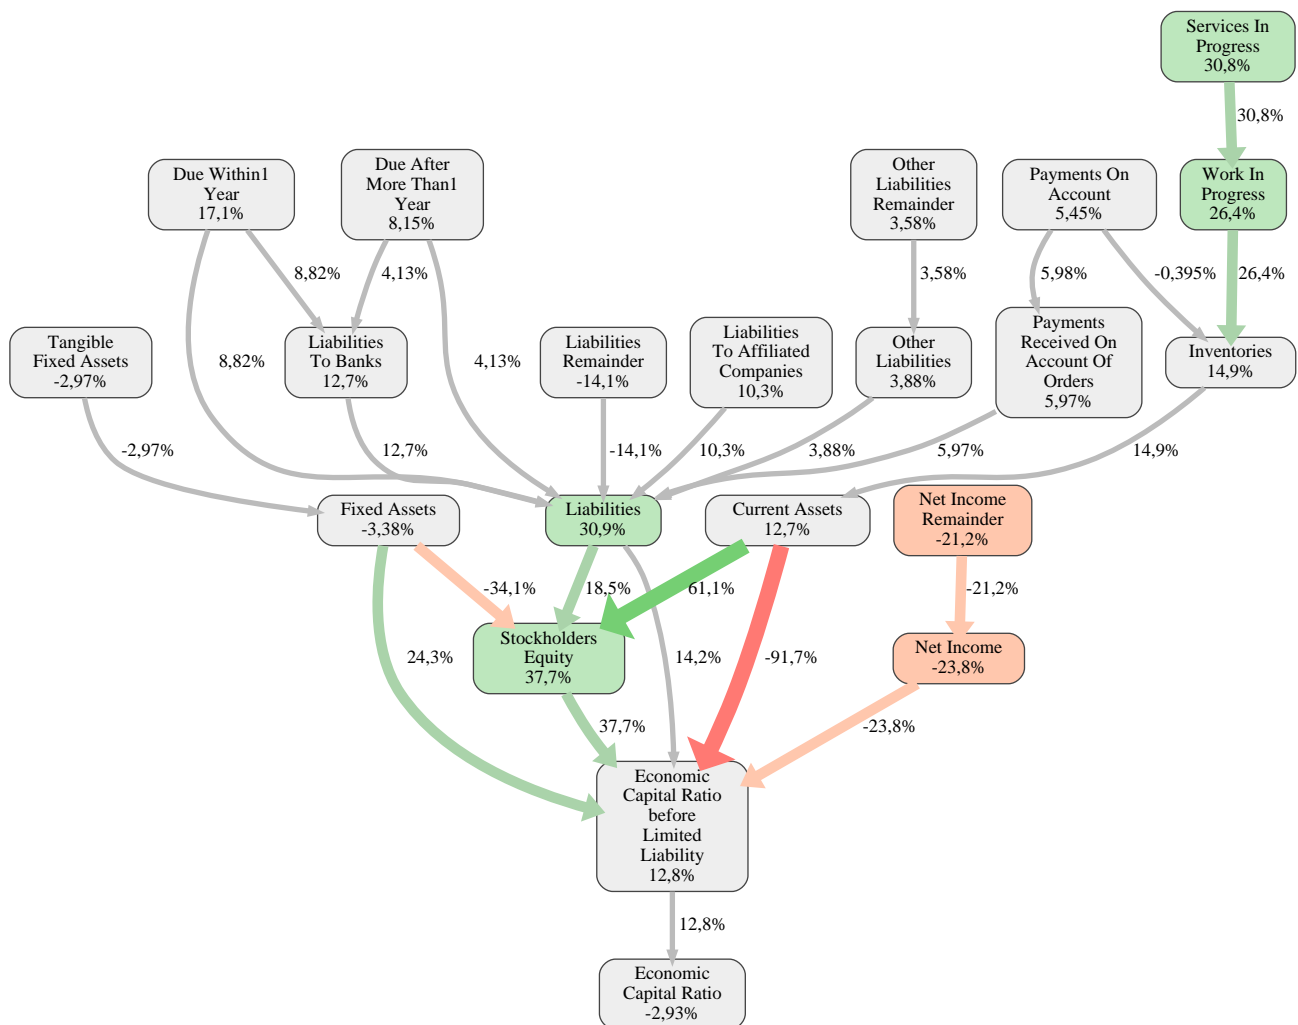 Services In
Progress
30,8%
30,8%
Due Within1
Year
17,1%
Due After
More Than1
Year
8,15%
Other
Liabilities
Remainder
3,58%
Payments On
Account
5,45%
Work In
Progress
26,4%
8,82%
4,13%
3,58%
5,98%
-0,395%
26,4%
Tangible
Fixed Assets
-2,97%
8,82%
Liabilities
To Banks
12,7%
4,13%
Liabilities
Remainder
-14,1%
Liabilities
To Affiliated
Companies
10,3%
Other
Liabilities
3,88%
Payments
Received On
Account Of
Orders
5,97%
Inventories
14,9%
-2,97%
12,7%
-14,1%
10,3%
3,88%
5,97%
14,9%
Fixed Assets
-3,38%
Liabilities
30,9%
Current Assets
12,7%
Net Income
Remainder
-21,2%
-34,1%
18,5%
61,1%
-21,2%
24,3%
Stockholders
Equity
37,7%
14,2%
-91,7%
Net Income
-23,8%
37,7%
-23,8%
Economic
Capital Ratio
before
Limited
Liability
12,8%
12,8%
Economic
Capital Ratio
-2,93%